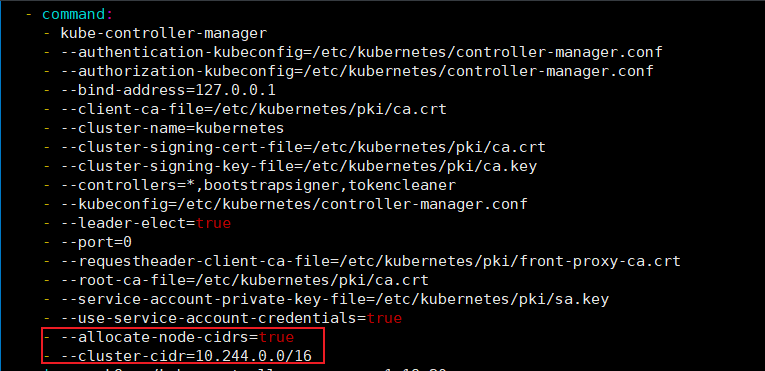 - command:
- kube-controller-manager
- --authentication-kubeconfig=/etc/kubernetes/controller-manager.conf
- --authorization-kubeconfig=/etc/kubernetes/controller-manager.conf
- --bind-address=127.0.0.1
- --client-ca-file=/etc/kubernetes/pki/ca.crt
- --cluster-name=kubernetes
- --cluster-signing-cert-file=/etc/kubernetes/pki/ca.crt
- --cluster-signing-key-file=/etc/kubernetes/pki/ca.key
- --controllers=*,bootstrapsigner,tokencleaner
- --kubeconfig=/etc/kubernetes/controller-manager.conf
- --leader-elect=true
- --port=0
- --requestheader-client-ca-file=/etc/kubernetes/pki/front-proxy-ca.crt
- --root-ca-file=/etc/kubernetes/pki/ca.crt
- --service-account-private-key-file=/etc/kubernetes/pki/sa.key
- --use-service-account-credentials=true
- --allocate-node-cidrs=true
- --cluster-cidr=10.244.0.0/16